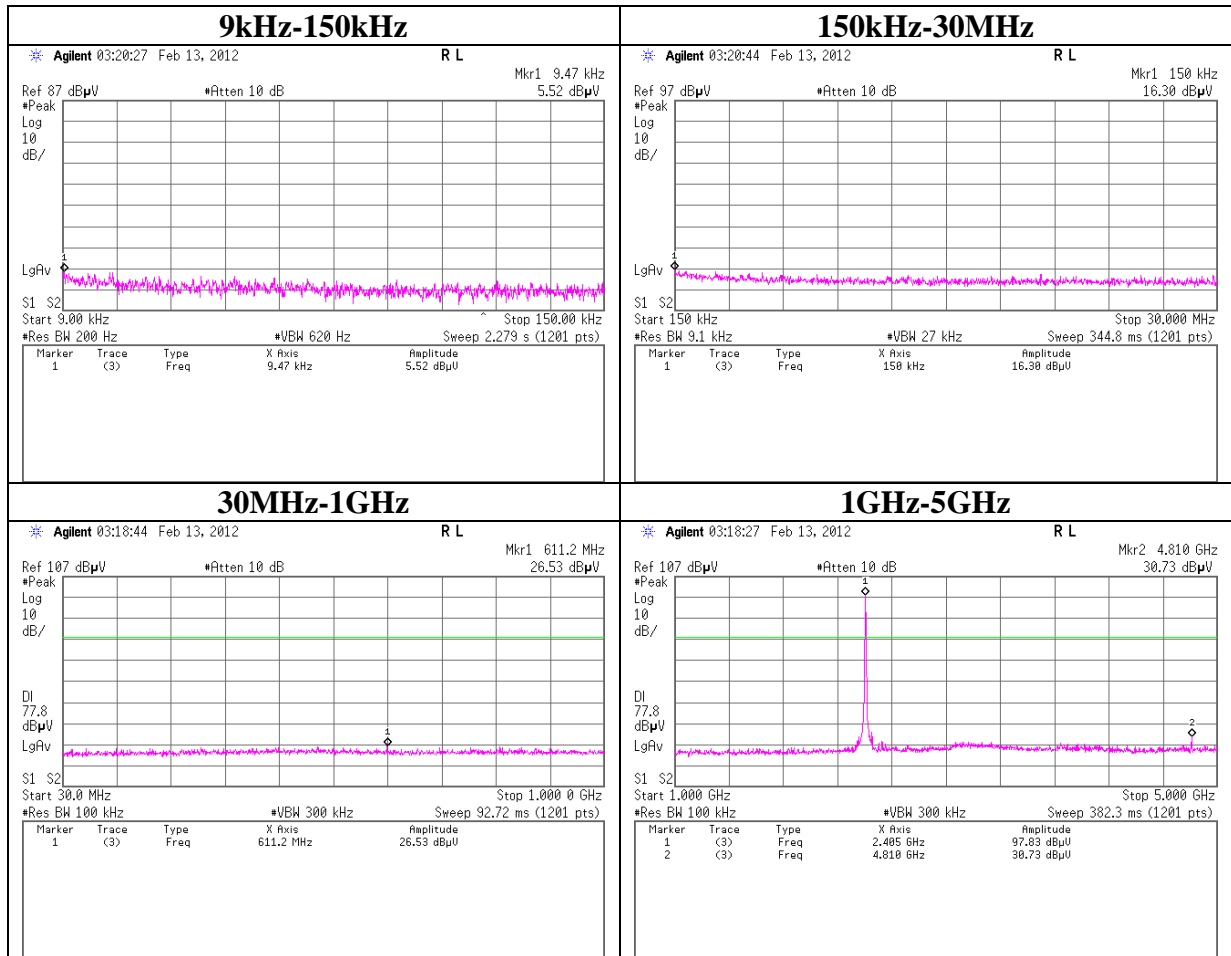 9kHz-150kHz
Agilent 03:20:27 Feb 13, 2012 R L
Mkr1 9.47 kHz
Ref 87 dBµV #Atten 10 dB 5.52 dBµV
#Peak
Log
10
dB/
1
LgAv
S1 S2
Start 9.00 kHz ^ Stop 150.00 kHz
#Res BW 200 Hz #VBW 620 Hz Sweep 2.279 s (1201 pts)
Marker Trace Type X Axis Amplitude
1 (3) Freq 9.47 kHz 5.52 dBµV
150kHz-30MHz
Agilent 03:20:44 Feb 13, 2012 R L
Mkr1 150 kHz
Ref 97 dBµV #Atten 10 dB 16.30 dBµV
#Peak
Log
10
dB/
1
LgAv
S1 S2
Start 150 kHz Stop 30.000 MHz
#Res BW 9.1 kHz #VBW 27 kHz Sweep 344.8 ms (1201 pts)
Marker Trace Type X Axis Amplitude
1 (3) Freq 150 kHz 16.30 dBµV
30MHz-1GHz
Agilent 03:18:44 Feb 13, 2012 R L
Mkr1 611.2 MHz
Ref 107 dBµV #Atten 10 dB 26.53 dBµV
#Peak
Log
10
dB/
DI
77.8
dBµV
1
LgAv
S1 S2
Start 30.0 MHz Stop 1.000 0 GHz
#Res BW 100 kHz #VBW 300 kHz Sweep 92.72 ms (1201 pts)
Marker Trace Type X Axis Amplitude
1 (3) Freq 611.2 MHz 26.53 dBµV
1GHz-5GHz
Agilent 03:18:27 Feb 13, 2012 R L
Mkr2 4.810 GHz
Ref 107 dBµV #Atten 10 dB 30.73 dBµV
#Peak
1
Log
10
dB/
DI
77.8
dBµV
2
LgAv
S1 S2
Start 1.000 GHz Stop 5.000 GHz
#Res BW 100 kHz #VBW 300 kHz Sweep 382.3 ms (1201 pts)
Marker Trace Type X Axis Amplitude
1 (3) Freq 2.405 GHz 97.83 dBµV
2 (3) Freq 4.810 GHz 30.73 dBµV